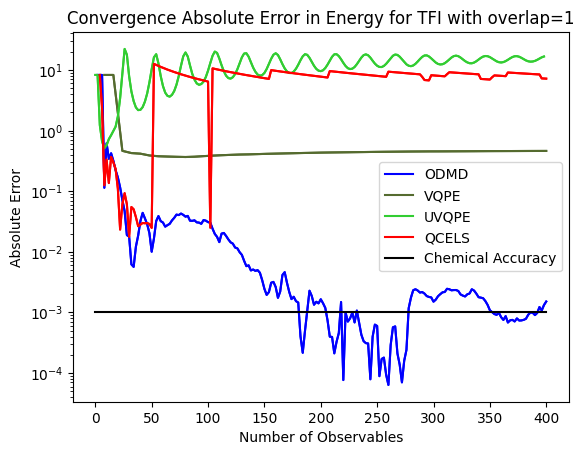 Convergence Absolute Error in Energy for TFI with overlap=1
Absolute Error
10¹
10⁰
10⁻¹
10⁻²
10⁻³
10⁻⁴
ODMD
VQPE
UVQPE
QCELS
Chemical Accuracy
0 50 100 150 200 250 300 350 400
Number of Observables